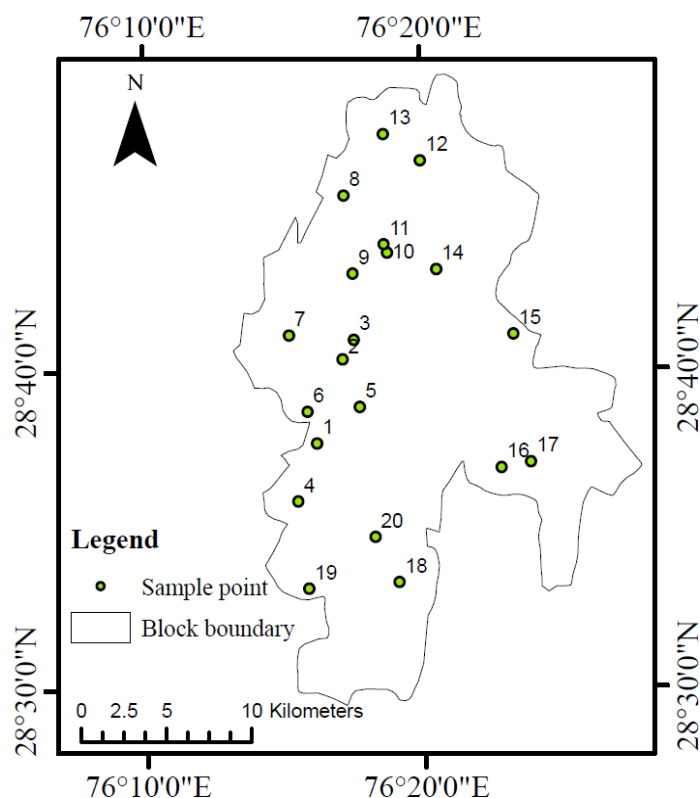 76°10'0"E 76°20'0"E
N
13
12
8
11
10
9
14
7
3
15
2
28°40'0"N 28°40'0"N
5
6
1
17
16
4
20
Legend
18
19
Sample point
Block boundary
28°30'0"N 28°30'0"N
0 2.5 5 10 Kilometers
76°10'0"E 76°20'0"E